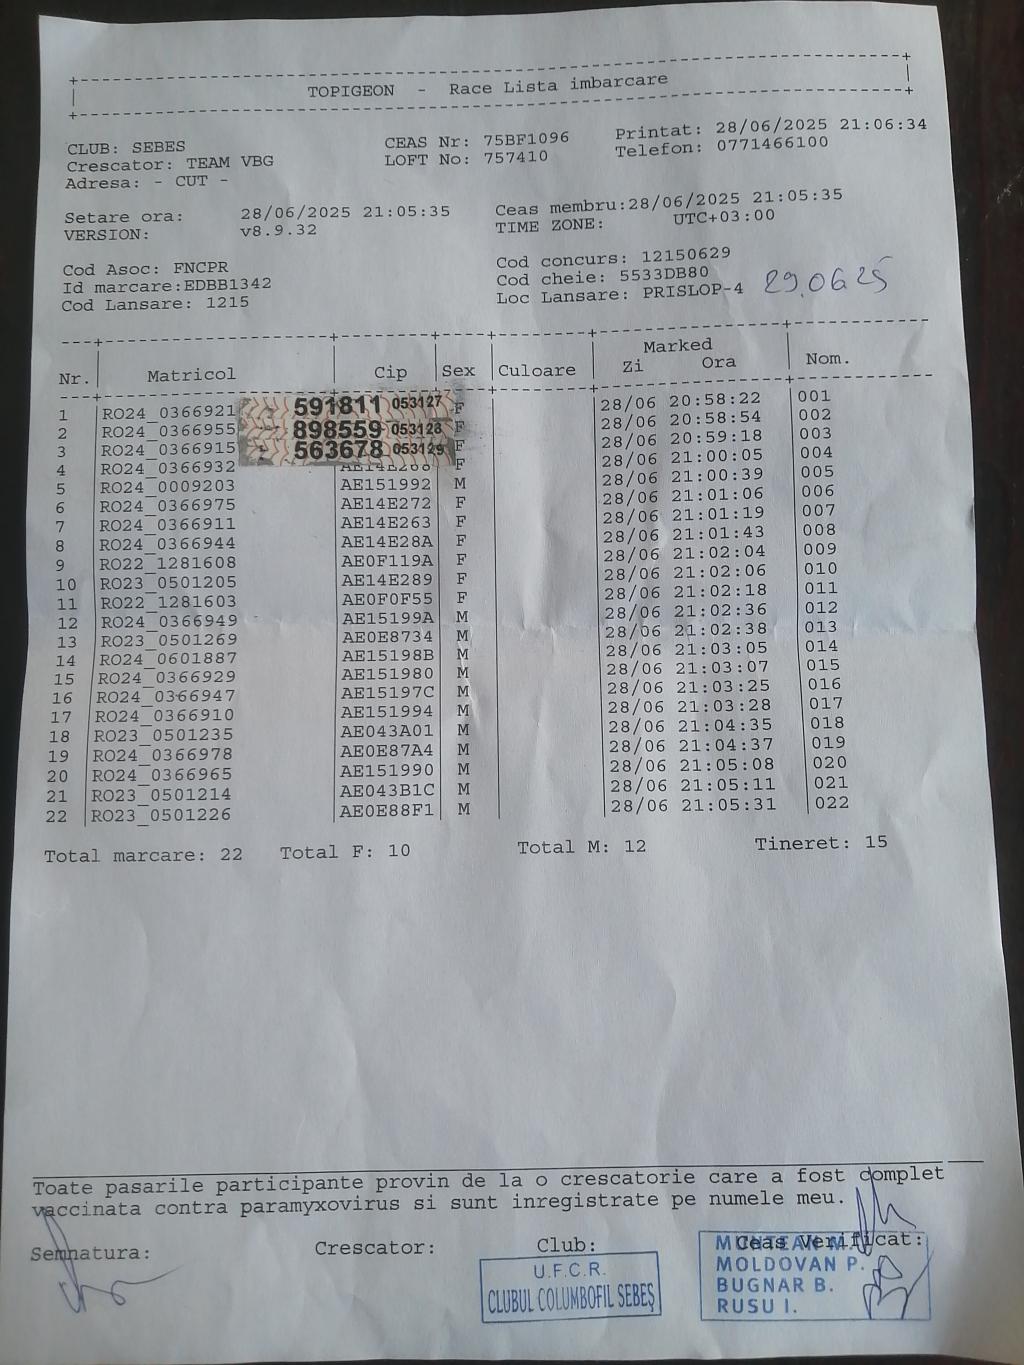 TOPIGEON - Race Lista imbarcare
CLUB: SEBES CEAS Nr: 75BF1096 Printat: 28/06/2025 21:06:34
Crescator: TEAM VBG LOFT No: 757410 Telefon: 0771466100
Adresa: - CUT -
Setare ora: 28/06/2025 21:05:35 Ceas membru:28/06/2025 21:05:35
VERSION: v8.9.32 TIME ZONE: UTC+03:00
Cod Asoc: FNCPR Cod concurs: 12150629
Id marcare:EDBB1342 Cod cheie: 5533DB80
Cod Lansare: 1215 Loc Lansare: PRISLOP-4 29.06.25
Marked
Nr. Matricol Cip Sex Culoare Zi Ora Nom.
1 RO24_0366921 591811 053127 F 28/06 20:58:22 001
2 RO24_0366955 898559 053128 F 28/06 20:58:54 002
3 RO24_0366915 563678 053129 F 28/06 20:59:18 003
4 RO24_0366932 F 28/06 21:00:05 004
5 RO24_0009203 AE151992 M 28/06 21:00:39 005
6 RO24_0366975 AE14E272 F 28/06 21:01:06 006
7 RO24_0366911 AE14E263 F 28/06 21:01:19 007
8 RO24_0366944 AE14E28A F 28/06 21:01:43 008
9 RO22_1281608 AE0F119A F 28/06 21:02:04 009
10 RO23_0501205 AE14E289 F 28/06 21:02:06 010
11 RO22_1281603 AE0F0F55 F 28/06 21:02:18 011
12 RO24_0366949 AE15199A M 28/06 21:02:36 012
13 RO23_0501269 AE0E8734 M 28/06 21:02:38 013
14 RO24_0601887 AE15198B M 28/06 21:03:05 014
15 RO24_0366929 AE151980 M 28/06 21:03:07 015
16 RO24_0366947 AE15197C M 28/06 21:03:25 016
17 RO24_0366910 AE151994 M 28/06 21:03:28 017
18 RO23_0501235 AE043A01 M 28/06 21:04:35 018
19 RO24_0366978 AE0E87A4 M 28/06 21:04:37 019
20 RO24_0366965 AE151990 M 28/06 21:05:08 020
21 RO23_0501214 AE043B1C M 28/06 21:05:11 021
22 RO23_0501226 AE0E88F1 M 28/06 21:05:31 022
Total marcare: 22 Total F: 10 Total M: 12 Tineret: 15
Toate pasarile participante provin de la o crescatorie care a fost complet
vaccinata contra paramyxovirus si sunt inregistrate pe numele meu.
Semnatura: Crescator: Club: Ceas Verificat:
U.F.C.R.
CLUBUL COLUMBOFIL SEBEȘ
MOLDOVAN P.
BUGNAR B.
RUSU I.